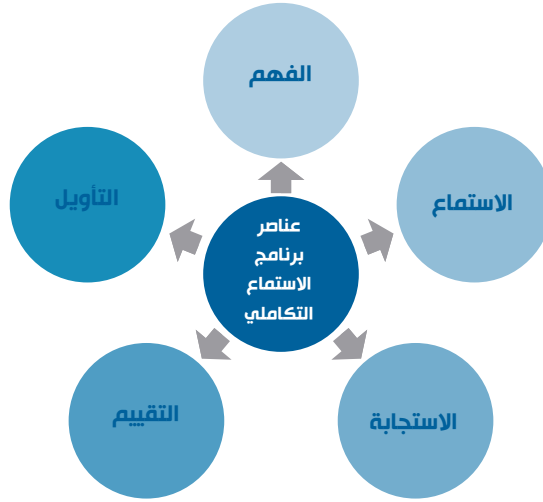 الفهم
الاستماع
التأويل
عناصر
برنامج
الاستماع
التكاملي
الاستجابة
التقييم